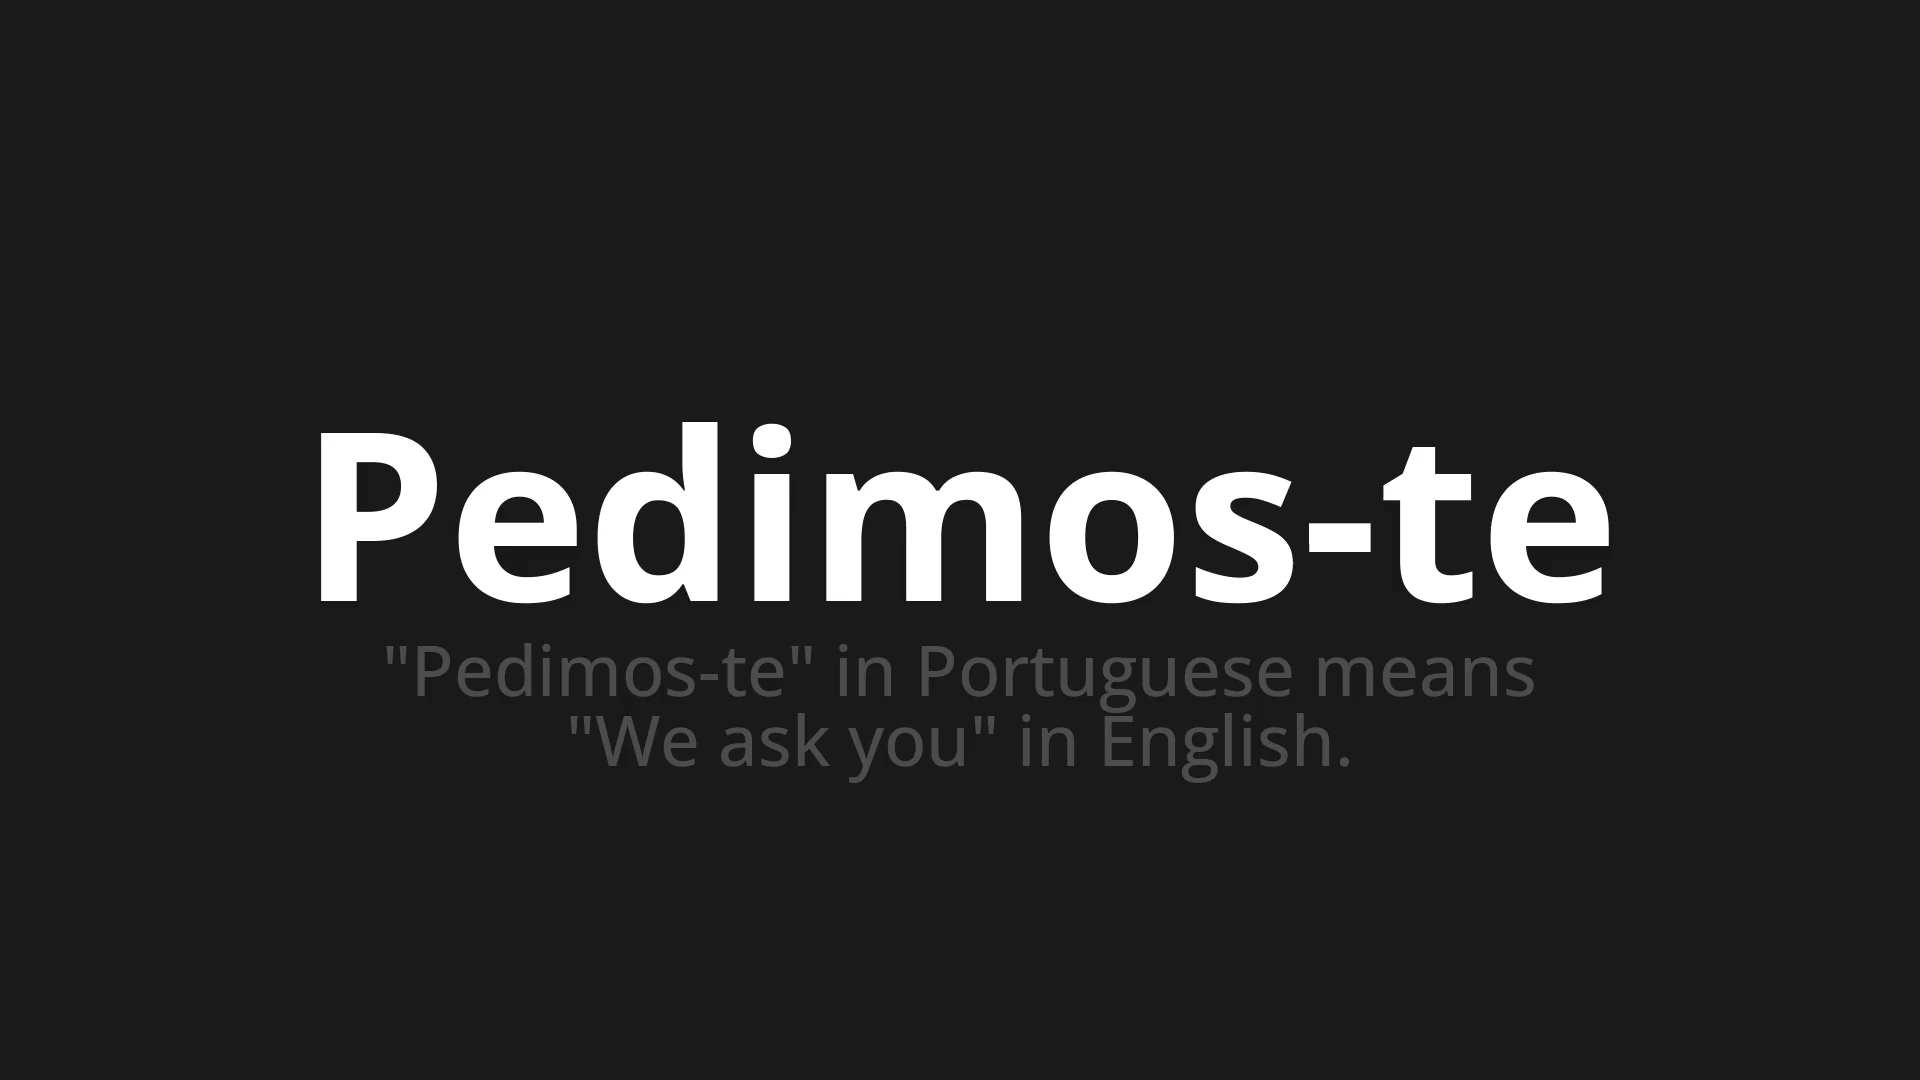 Pedimos-te
"Pedimos-te" in Portuguese means
"We ask you" in English.